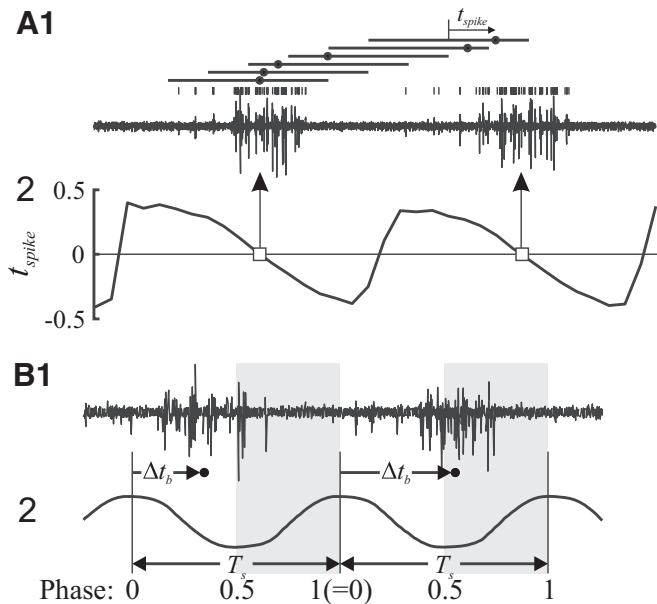 A1
t_spike
2
0.5
0
-0.5
t_spike
B1
Δt_b
Δt_b
2
T_s
T_s
Phase: 0 0.5 1(=0) 0.5 1